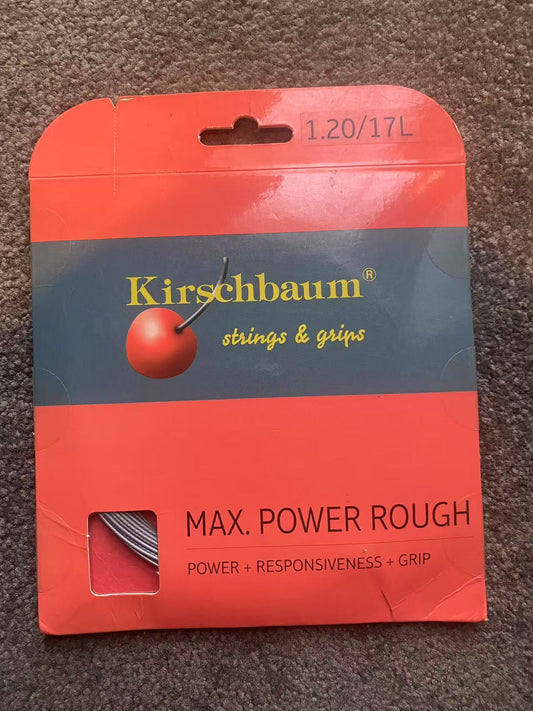 1.20/17L
Kirschbaum®
strings & grips
MAX. POWER ROUGH
POWER + RESPONSIVENESS + GRIP